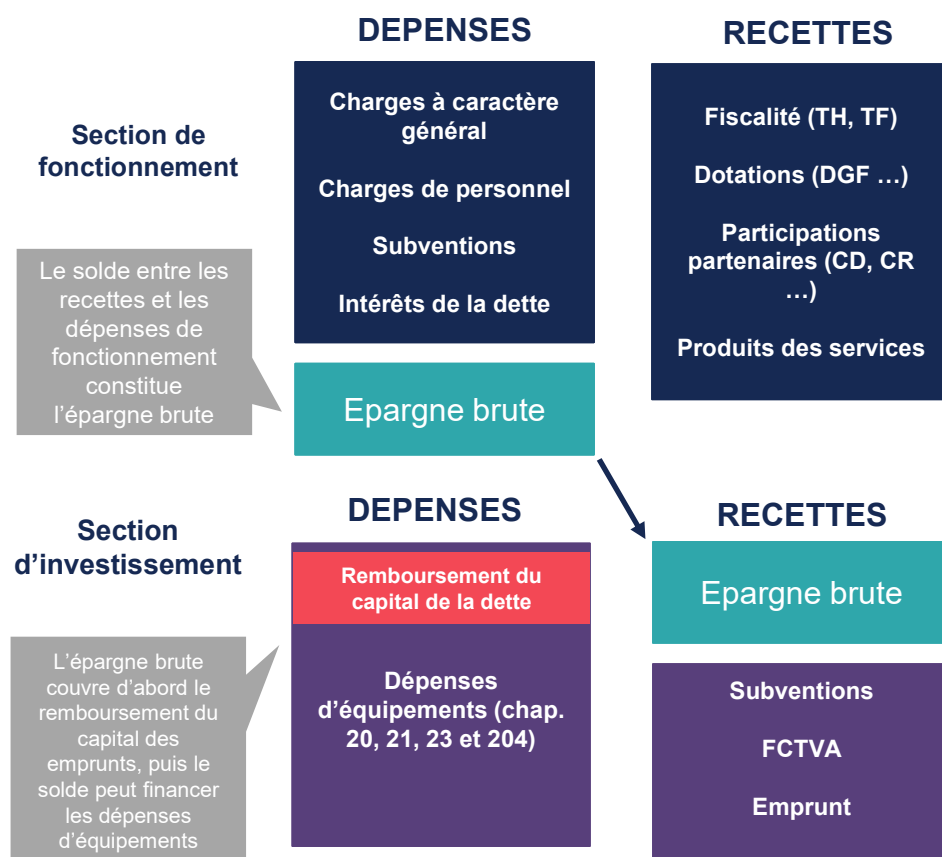 DEPENSES
RECETTES
Section de
fonctionnement
Charges à caractère
général
Charges de personnel
Subventions
Intérêts de la dette
Fiscalité (TH, TF)
Dotations (DGF …)
Participations
partenaires (CD, CR
…)
Produits des services
Le solde entre les
recettes et les
dépenses de
fonctionnement
constitue
l’épargne brute
Epargne brute
Section
d’investissement
DEPENSES
RECETTES
Remboursement du
capital de la dette
Dépenses
d’équipements (chap.
20, 21, 23 et 204)
Epargne brute
Subventions
FCTVA
Emprunt
L’épargne brute
couvre d’abord le
remboursement du
capital des
emprunts, puis le
solde peut financer
les dépenses
d’équipements